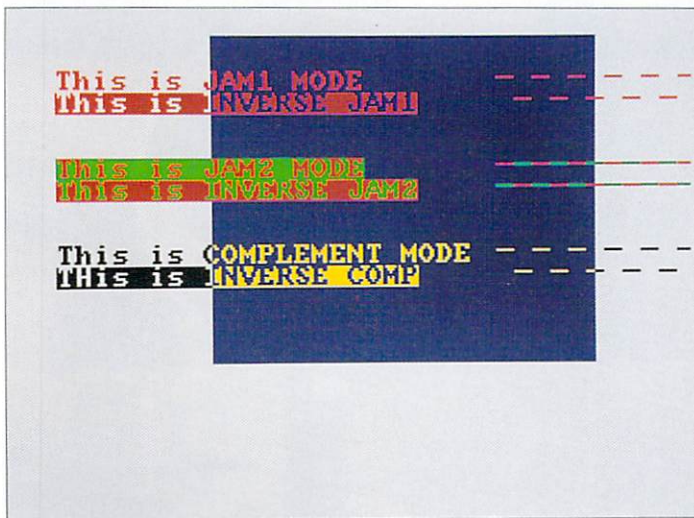 This is JAM1 MODE
This is INVERSE JAM1
This is JAM2 MODE
This is INVERSE JAM2
This is COMPLEMENT MODE
THis is INVERSE COMP